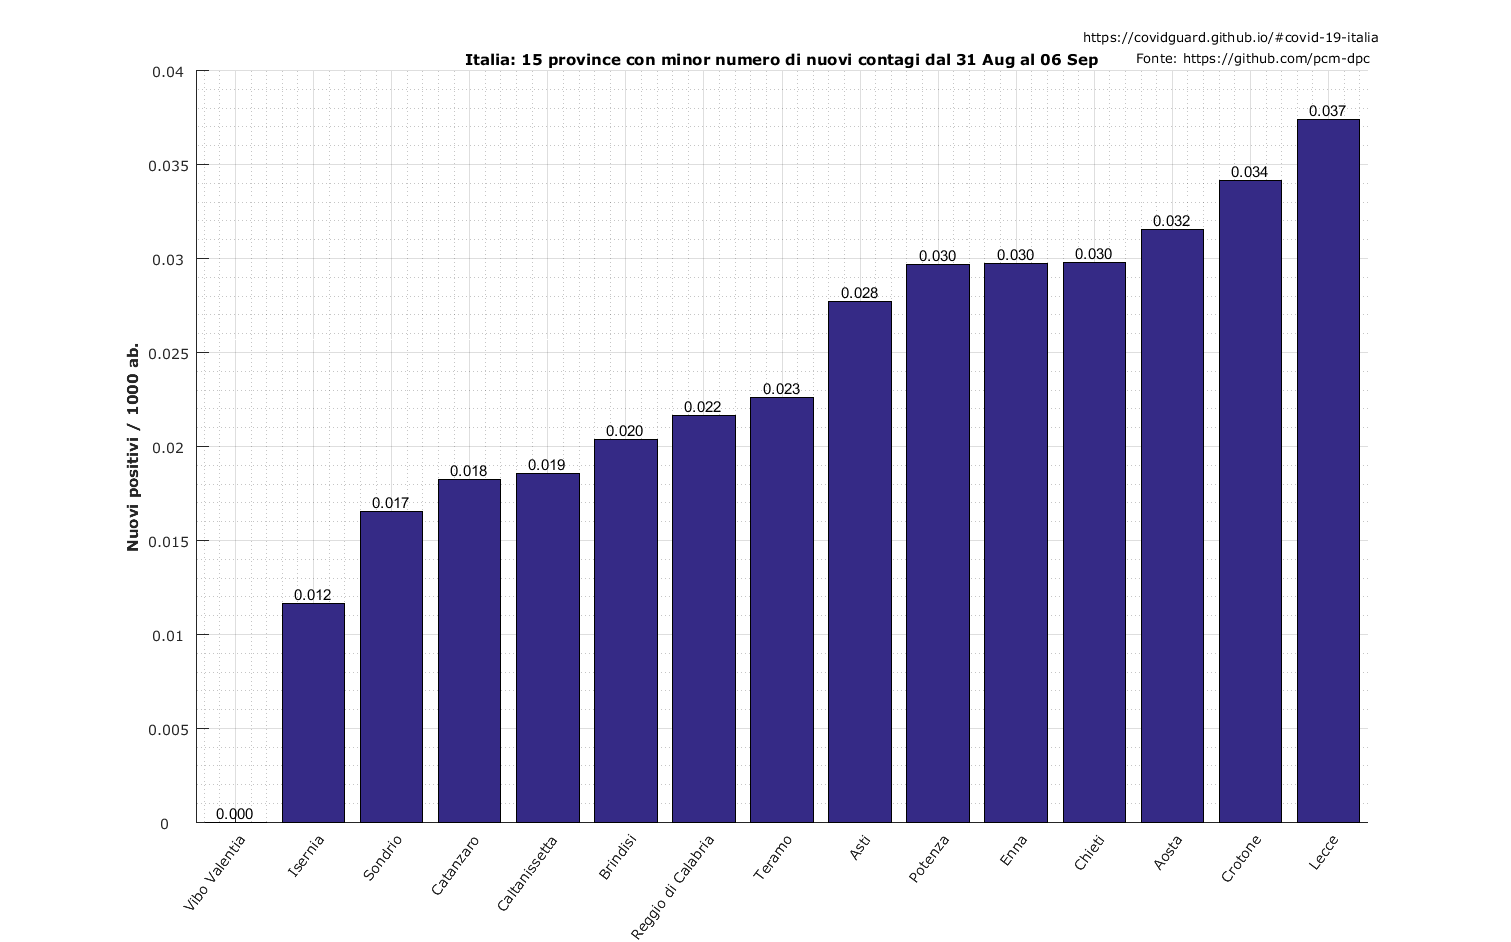 https://covidguard.github.io/#covid-19-italia
Italia: 15 province con minor numero di nuovi contagi dal 31 Aug al 06 Sep
Fonte: https://github.com/pcm-dpc
Nuovi positivi / 1000 ab.
0.04
0.035
0.03
0.025
0.02
0.015
0.01
0.005
0
0.000
0.012
0.017
0.018
0.019
0.020
0.022
0.023
0.028
0.030
0.030
0.030
0.032
0.034
0.037
Vibo Valentia
Isernia
Sondrio
Catanzaro
Caltanissetta
Brindisi
Reggio di Calabria
Teramo
Asti
Potenza
Enna
Chieti
Aosta
Crotone
Lecce